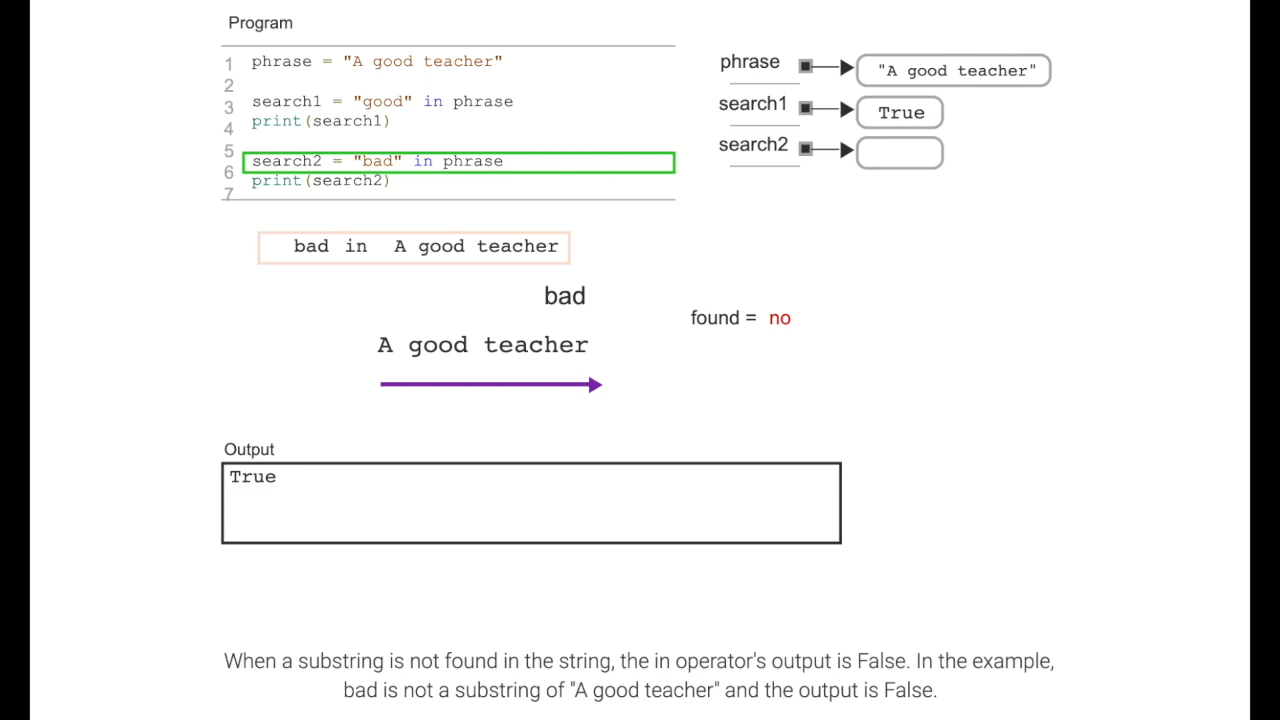 Program
1 phrase = "A good teacher"
2
3 search1 = "good" in phrase
4 print(search1)
5
6 search2 = "bad" in phrase
7 print(search2)
phrase "A good teacher"
search1 True
search2
bad in A good teacher
bad
found = no
A good teacher
Output
True
When a substring is not found in the string, the in operator's output is False. In the example,
bad is not a substring of "A good teacher" and the output is False.